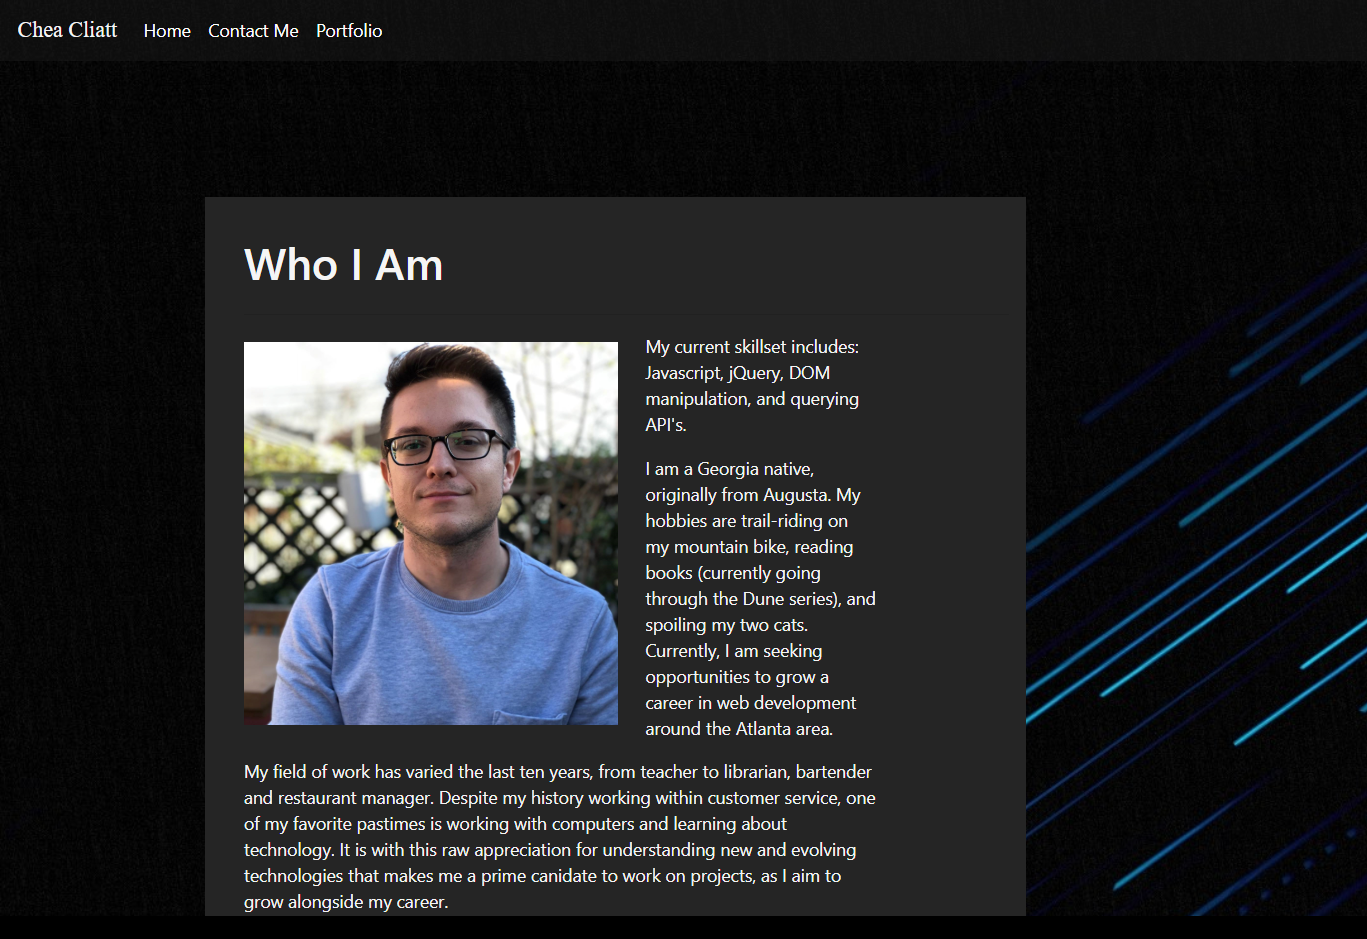 Chea Cliatt Home Contact Me Portfolio
Who I Am
My current skillset includes:
Javascript, jQuery, DOM
manipulation, and querying
API's.
I am a Georgia native,
originally from Augusta. My
hobbies are trail-riding on
my mountain bike, reading
books (currently going
through the Dune series), and
spoiling my two cats.
Currently, I am seeking
opportunities to grow a
career in web development
around the Atlanta area.
My field of work has varied the last ten years, from teacher to librarian, bartender
and restaurant manager. Despite my history working within customer service, one
of my favorite pastimes is working with computers and learning about
technology. It is with this raw appreciation for understanding new and evolving
technologies that makes me a prime canidate to work on projects, as I aim to
grow alongside my career.